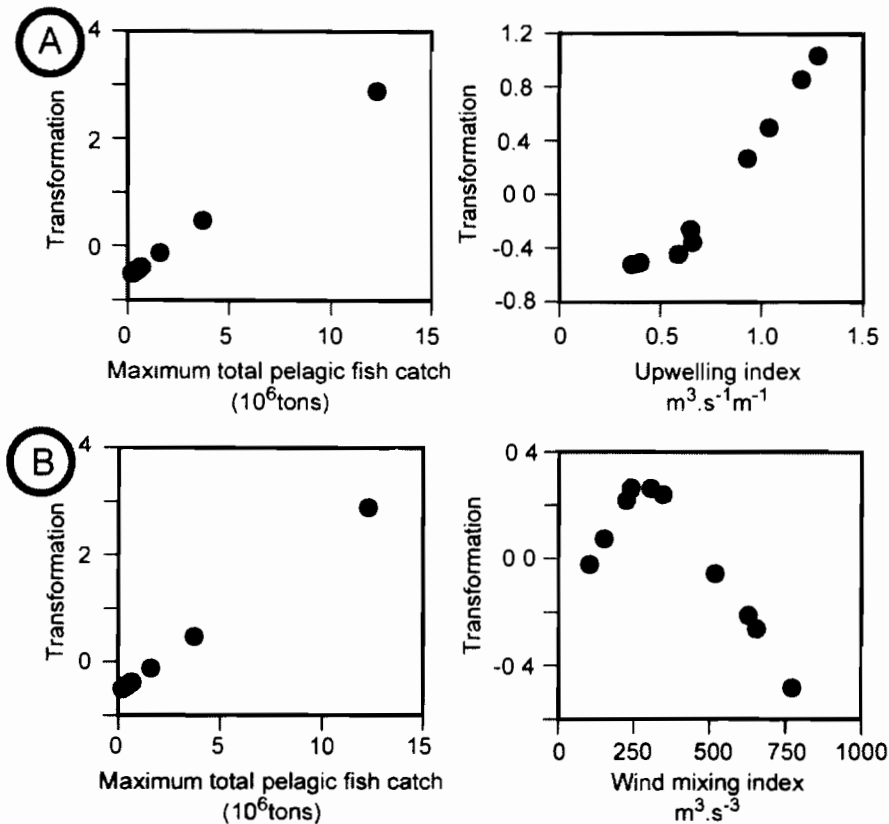 A
4
2
0
Transformation
0
5
10
15
Maximum total pelagic fish catch
(10⁶tons)
1.2
0.8
0.4
0 0
-0.4
-0.8
Transformation
0
0.5
1.0
1.5
Upwelling index
m³.s⁻¹m⁻¹
B
4
2
0
Transformation
0
5
10
15
Maximum total pelagic fish catch
(10⁶tons)
0 4
0 0
-0 4
Transformation
0
250
500
750
1000
Wind mixing index
m³.s⁻³